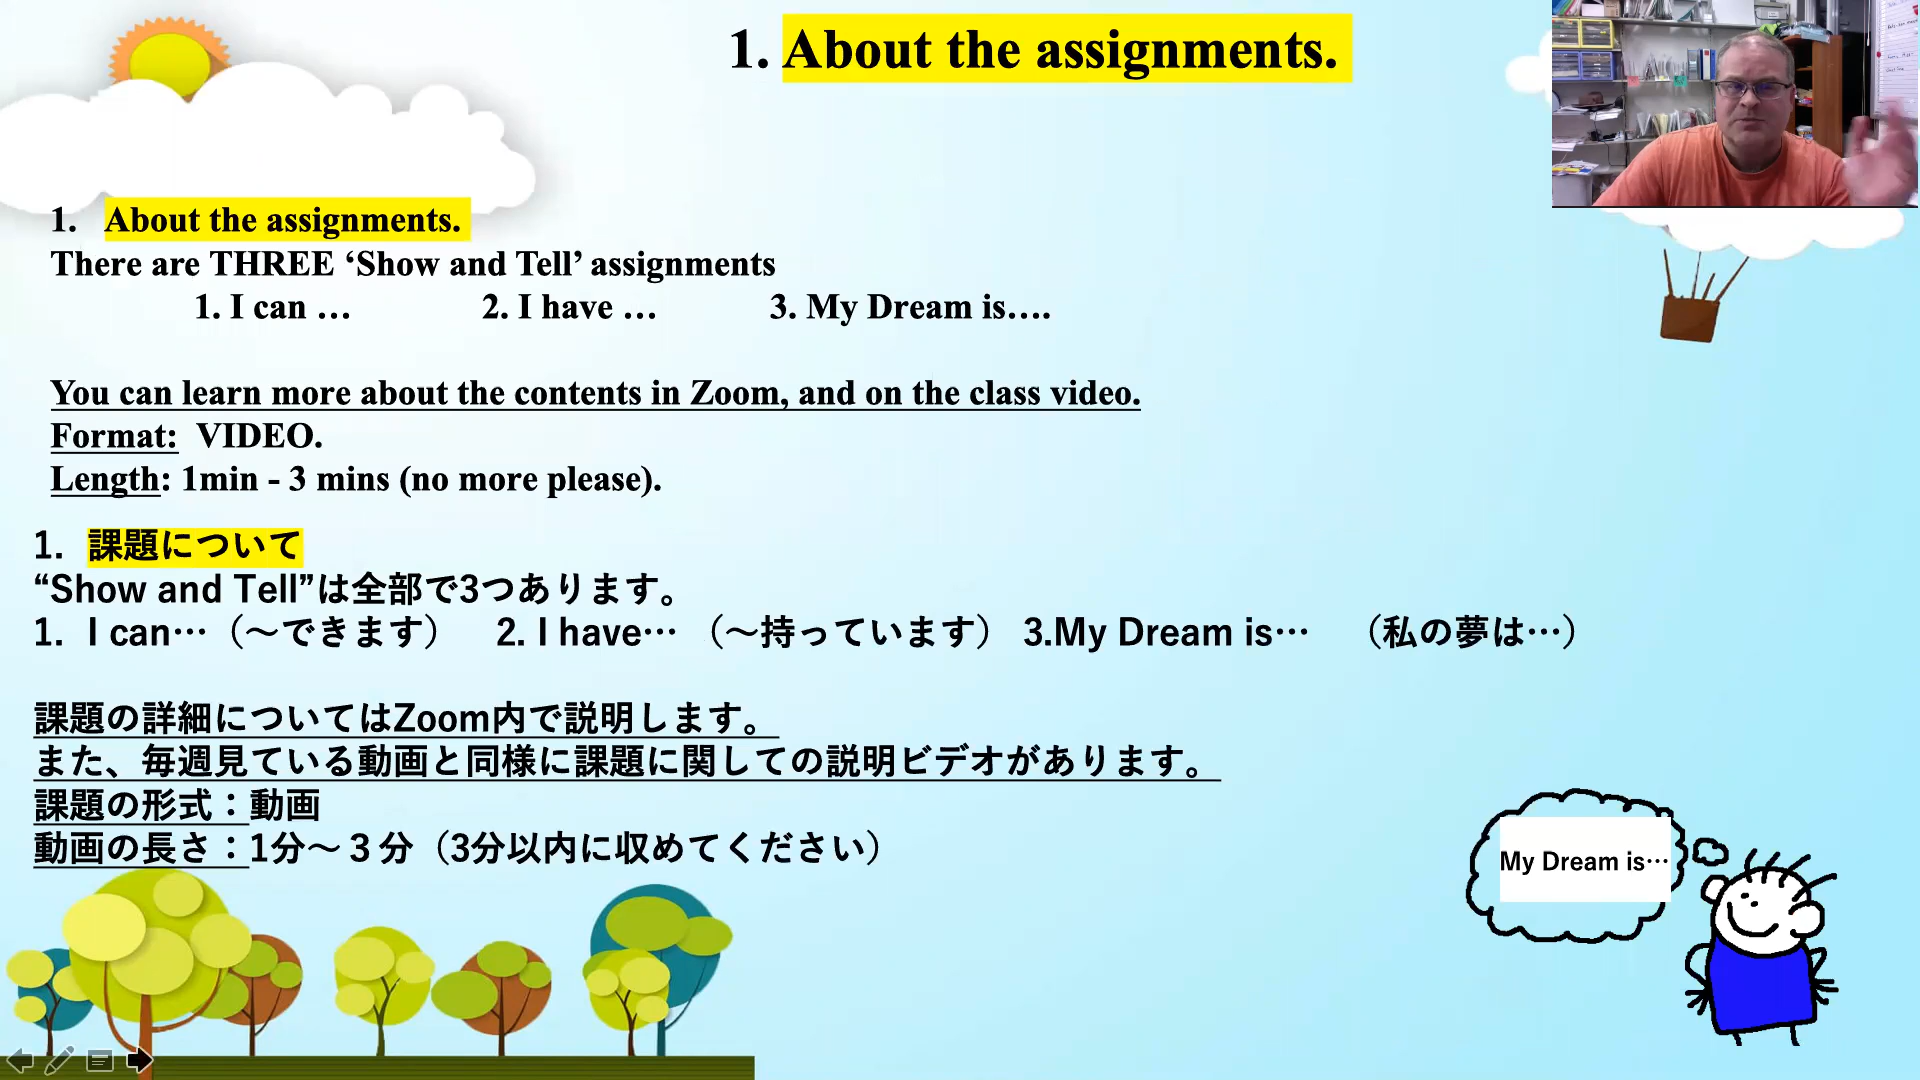 1. About the assignments.
1. About the assignments.
There are THREE ‘Show and Tell’ assignments
1. I can … 2. I have … 3. My Dream is….
You can learn more about the contents in Zoom, and on the class video.
Format: VIDEO.
Length: 1min - 3 mins (no more please).
1. 課題について
“Show and Tell”は全部で3つあります。
1. I can…（～できます） 2. I have… （～持っています） 3.My Dream is… （私の夢は…）
課題の詳細についてはZoom内で説明します。
また、毎週見ている動画と同様に課題に関しての説明ビデオがあります。
課題の形式：動画
動画の長さ：1分～３分（3分以内に収めてください）
My Dream is…